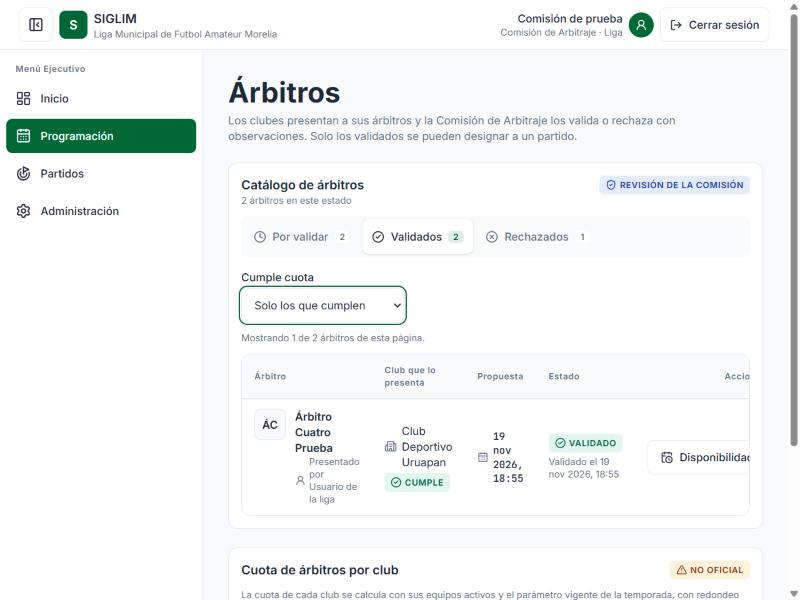 S
SIGLIM
Liga Municipal de Futbol Amateur Morelia
Comisión de prueba
Comisión de Arbitraje · Liga
Cerrar sesión
Menú Ejecutivo
Inicio
Programación
Partidos
Administración
Árbitros
Los clubes presentan a sus árbitros y la Comisión de Arbitraje los valida o rechaza con
observaciones. Solo los validados se pueden designar a un partido.
Catálogo de árbitros
2 árbitros en este estado
REVISIÓN DE LA COMISIÓN
Por validar 2
Validados 2
Rechazados 1
Cumple cuota
Solo los que cumplen
Mostrando 1 de 2 árbitros de esta página.
Árbitro
Club que lo
presenta
Propuesta
Estado
Accio
ÁC
Árbitro
Cuatro
Prueba
Presentado
por
Usuario de
la liga
Club
Deportivo
Uruapan
CUMPLE
19
nov
2026,
18:55
VALIDADO
Validado el 19
nov 2026, 18:55
Disponibilidad
Cuota de árbitros por club
NO OFICIAL
La cuota de cada club se calcula con sus equipos activos y el parámetro vigente de la temporada, con redondeo